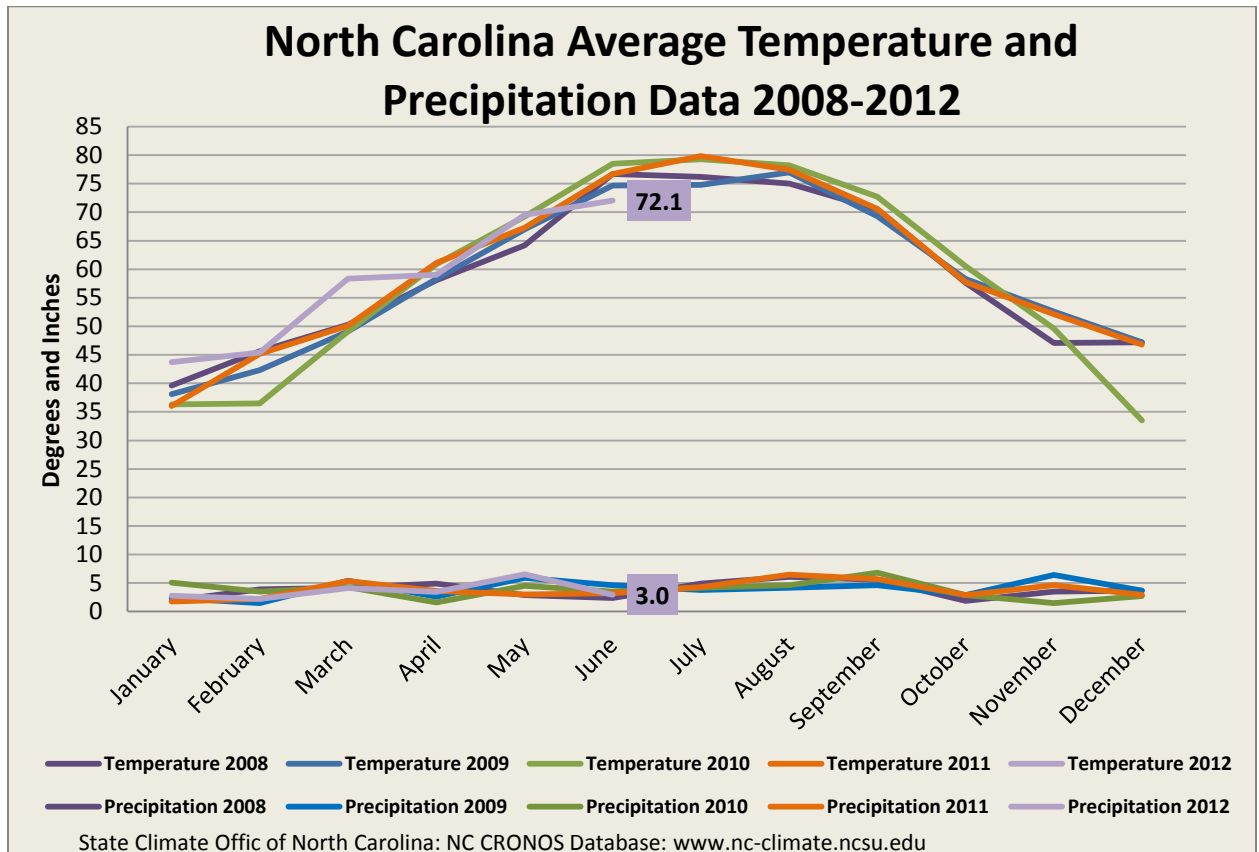 North Carolina Average Temperature and
Precipitation Data 2008-2012
Degrees and Inches
85
80
75
70
65
60
55
50
45
40
35
30
25
20
15
10
5
0
72.1
3.0
January
February
March
April
May
June
July
August
September
October
November
December
Temperature 2008 Temperature 2009 Temperature 2010 Temperature 2011 Temperature 2012
Precipitation 2008 Precipitation 2009 Precipitation 2010 Precipitation 2011 Precipitation 2012
State Climate Offic of North Carolina: NC CRONOS Database: www.nc-climate.ncsu.edu